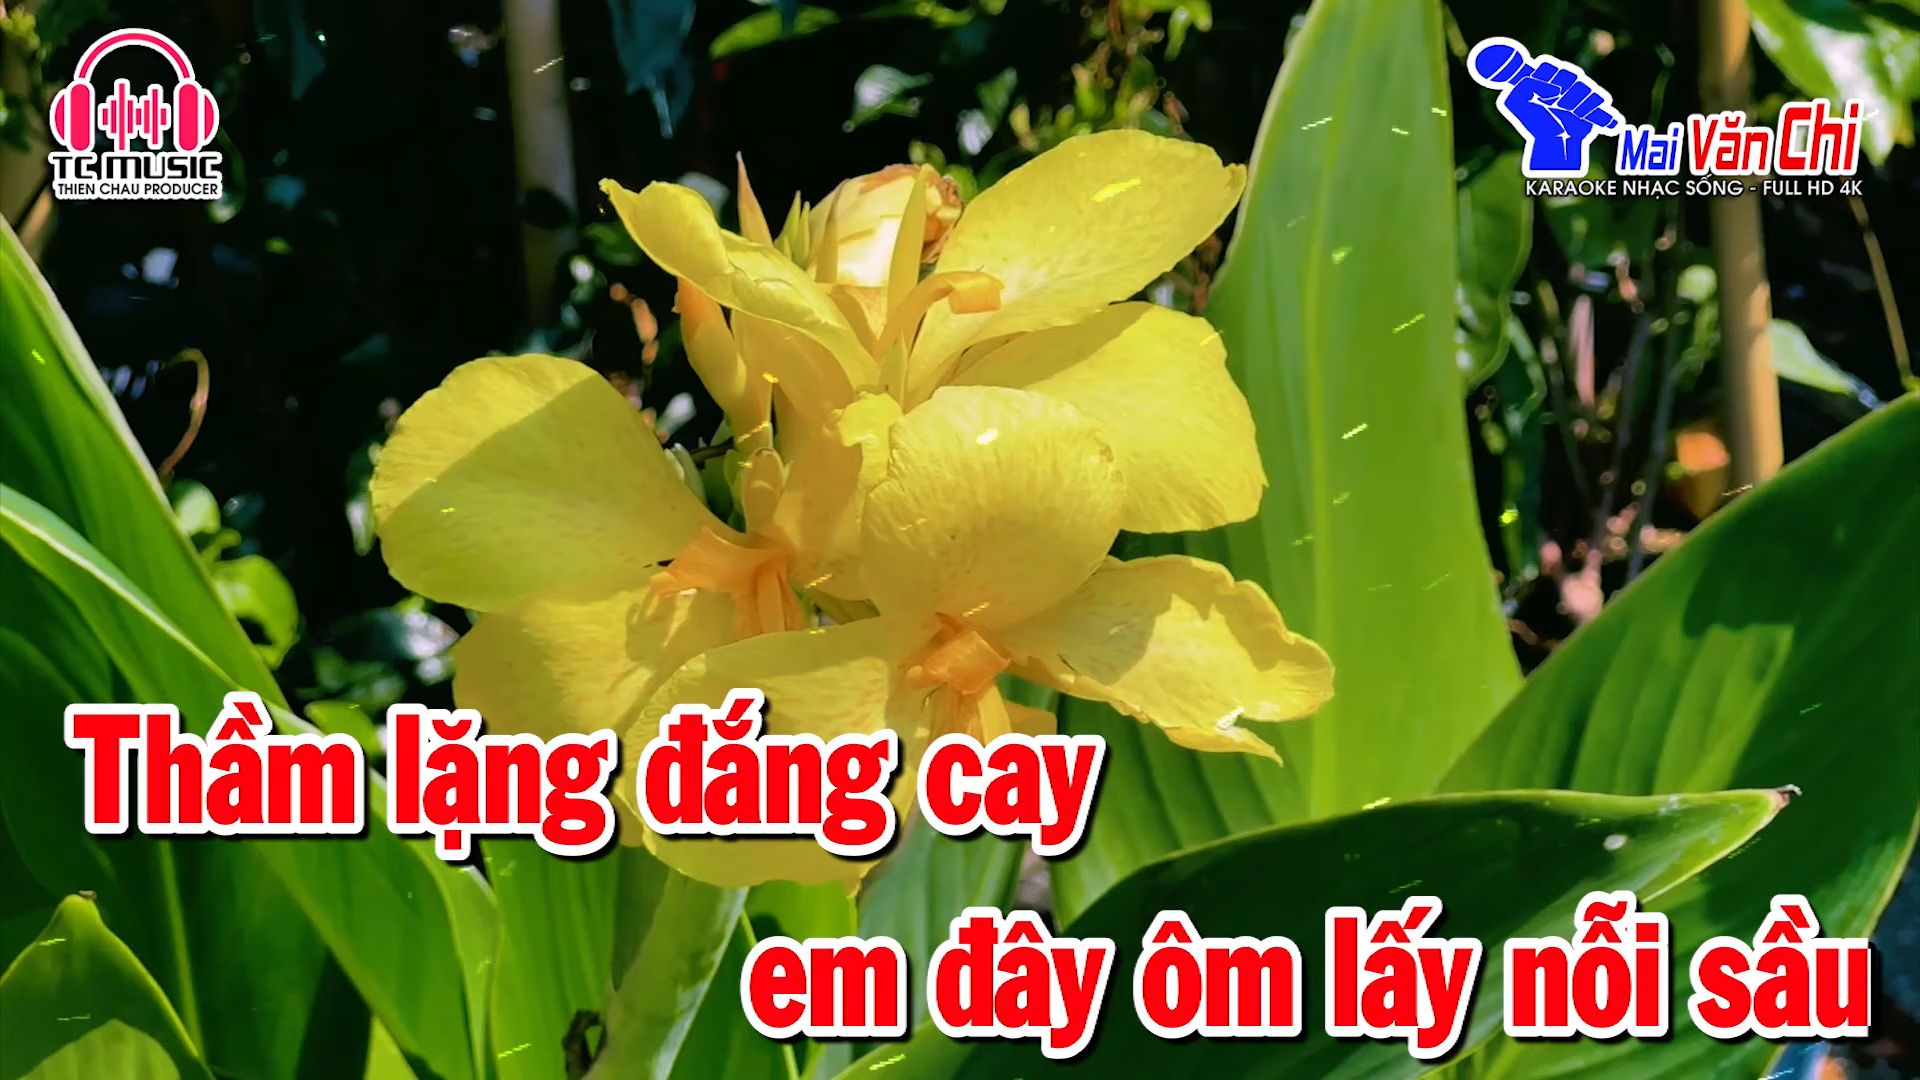 TC MUSIC
THIEN CHAU PRODUCER
Mai Văn Chi
KARAOKE NHẠC SỐNG - FULL HD 4K
Thầm lặng đắng cay
em đây ôm lấy nỗi sầu